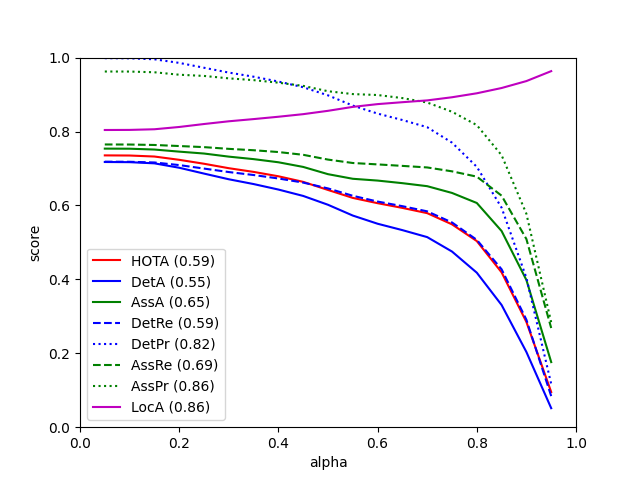 1.0
0.8
0.6
0.4
0.2
0.0
score
HOTA (0.59)
DetA (0.55)
AssA (0.65)
DetRe (0.59)
DetPr (0.82)
AssRe (0.69)
AssPr (0.86)
LocA (0.86)
0.0 0.2 0.4 0.6 0.8 1.0
alpha